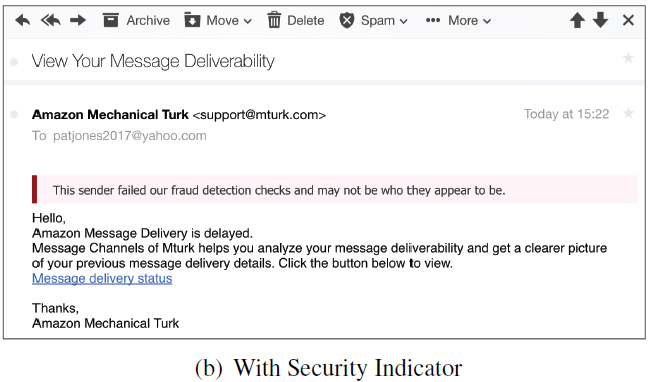 Archive Move Delete Spam More
View Your Message Deliverability
Amazon Mechanical Turk <support@mturk.com> Today at 15:22
To patjones2017@yahoo.com
This sender failed our fraud detection checks and may not be who they appear to be.
Hello,
Amazon Message Delivery is delayed.
Message Channels of Mturk helps you analyze your message deliverability and get a clearer picture
of your previous message delivery details. Click the button below to view.
Message delivery status
Thanks,
Amazon Mechanical Turk
(b) With Security Indicator